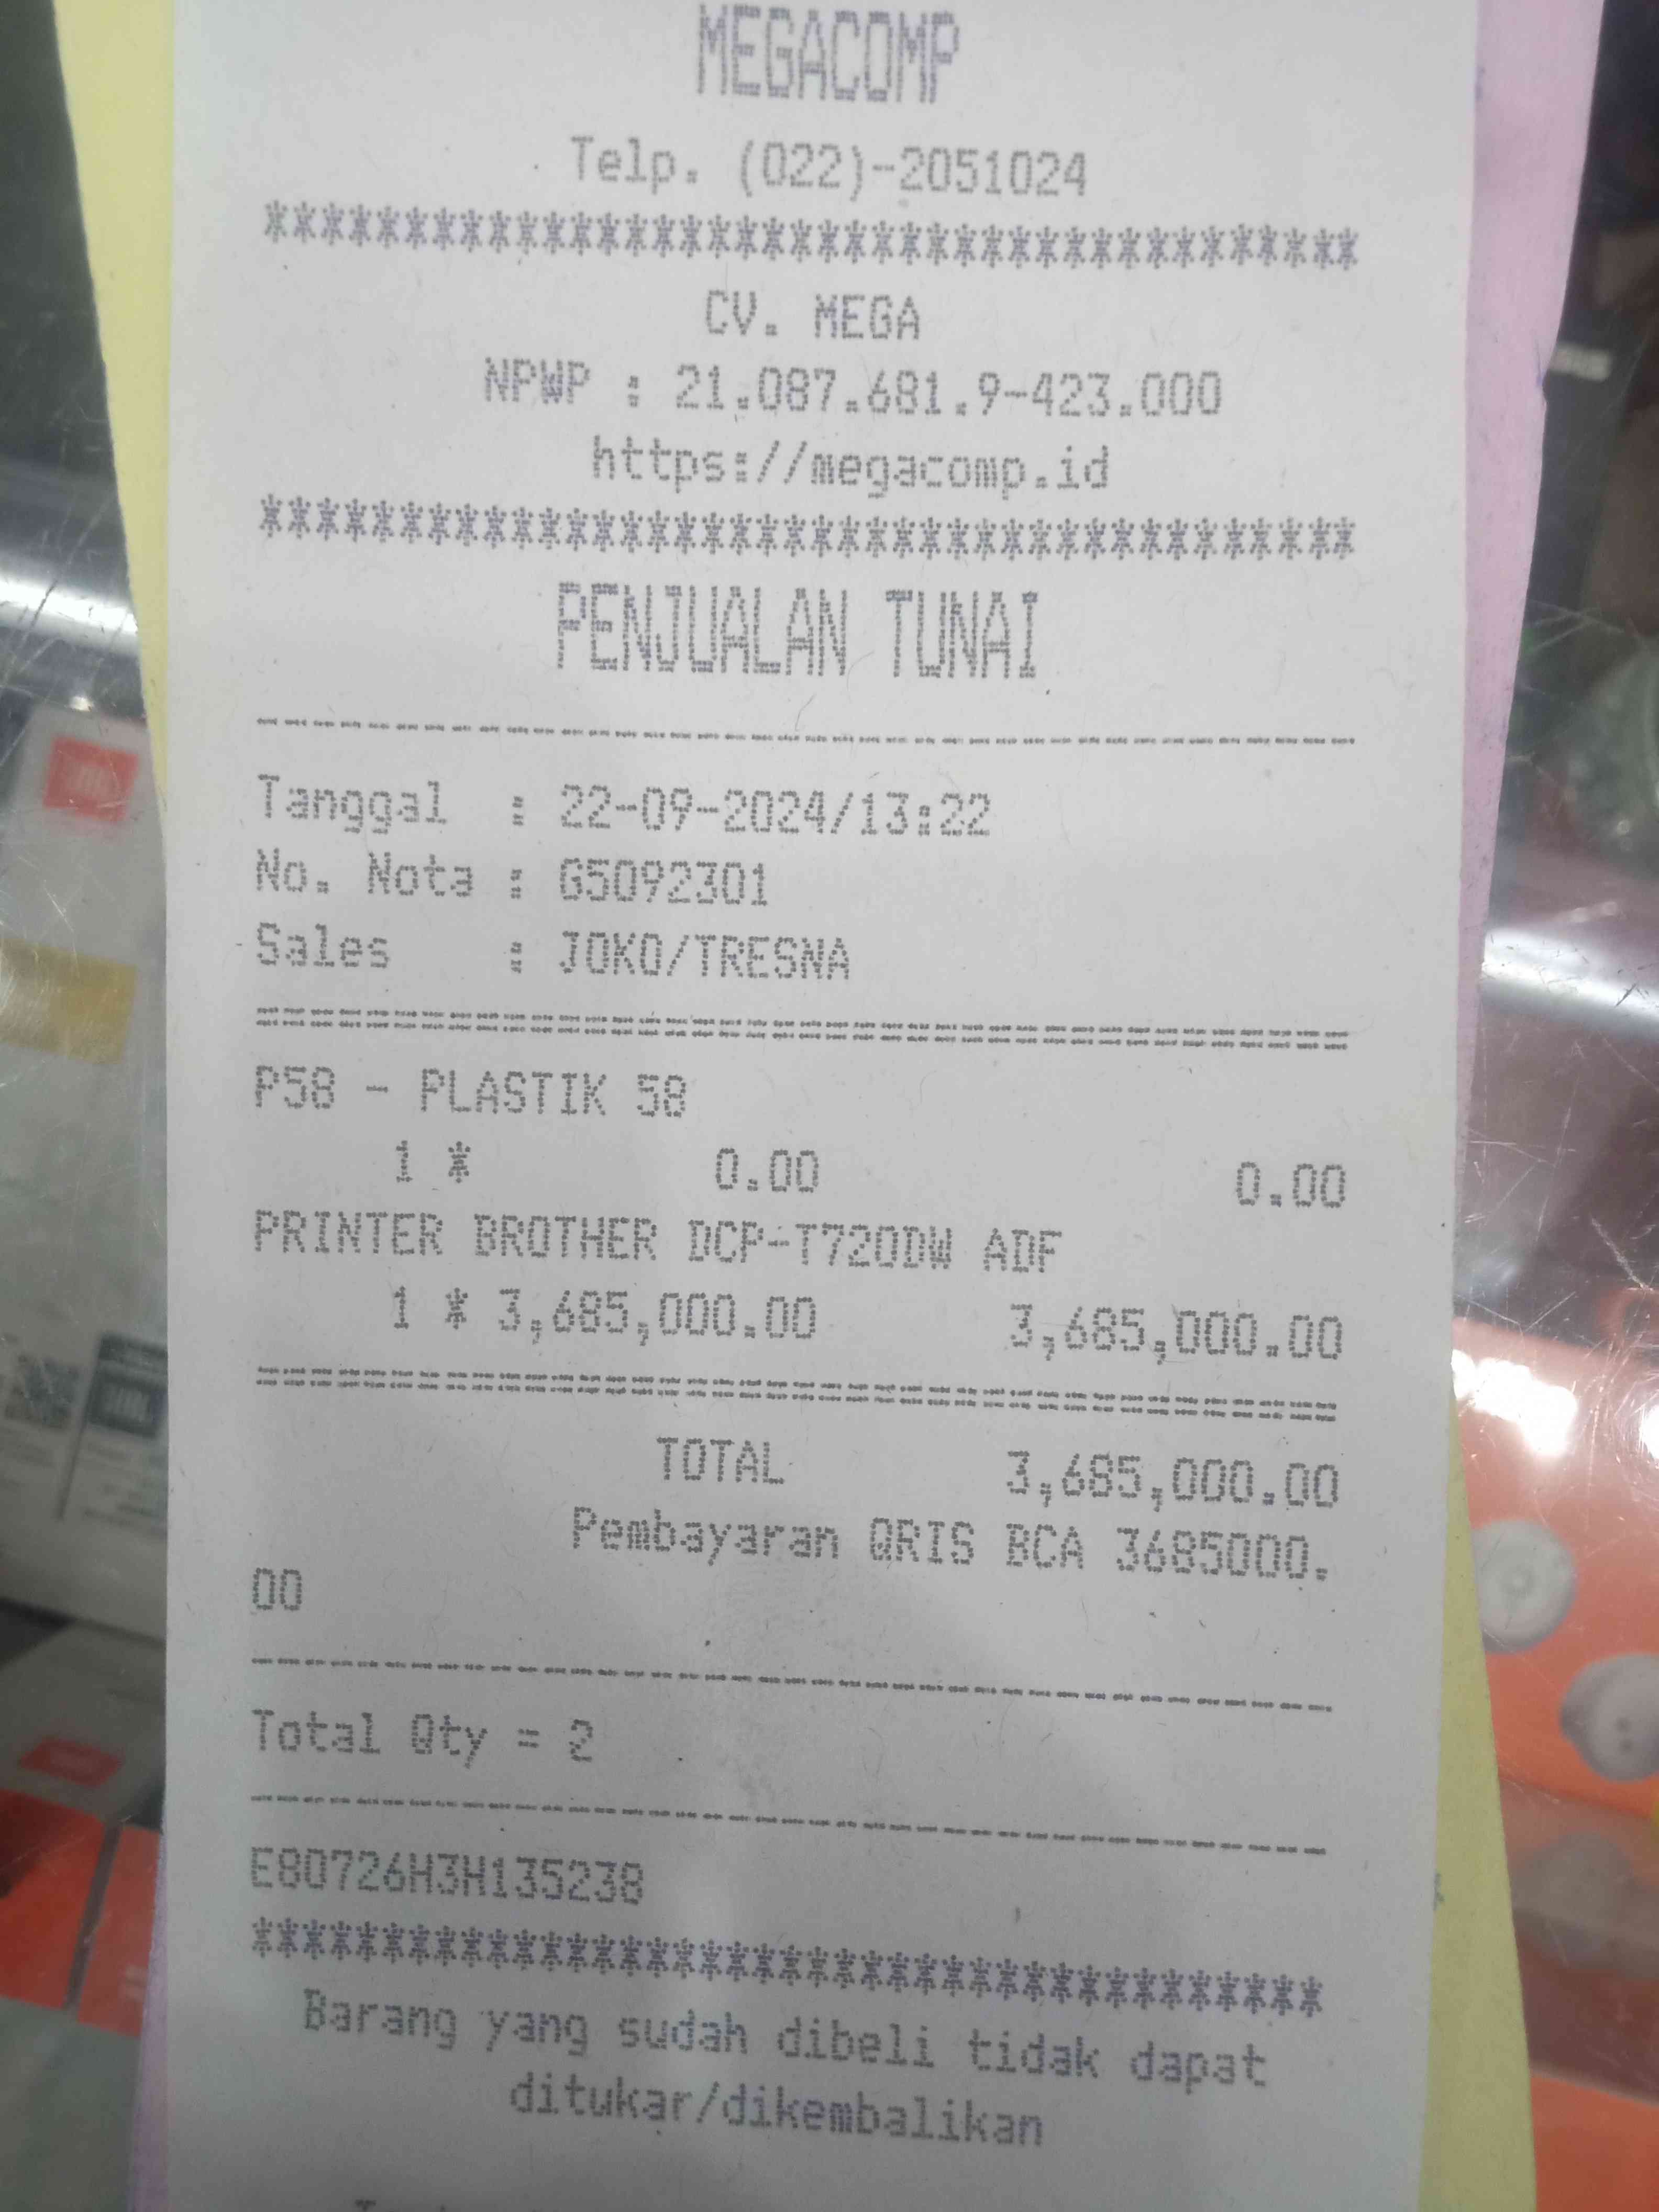 MEGACOMP
Telp. (022)-2051024
****************************************
CV. MEGA
NPWP : 21.087.681.9-423.000
https://megacomp.id
****************************************
PENJUALAN TUNAI
----------------------------------------
Tanggal : 22-09-2024/13:22
No. Nota :
Sales : JOKO/TRESNA
========================================
P38 - PLASTIK 38
1 * 0.00 0.00
PRINTER BROTHER DCP-T720DW ADF
1 * 3,685,000.00 3,685,000.00
========================================
TOTAL 3,685,000.00
Pembayaran QRIS BCA 3685000.
00
----------------------------------------
Total Qty = 2
----------------------------------------
E80726H3H135238
****************************************
Barang yang sudah dibeli tidak dapat
ditukar/dikembalikan